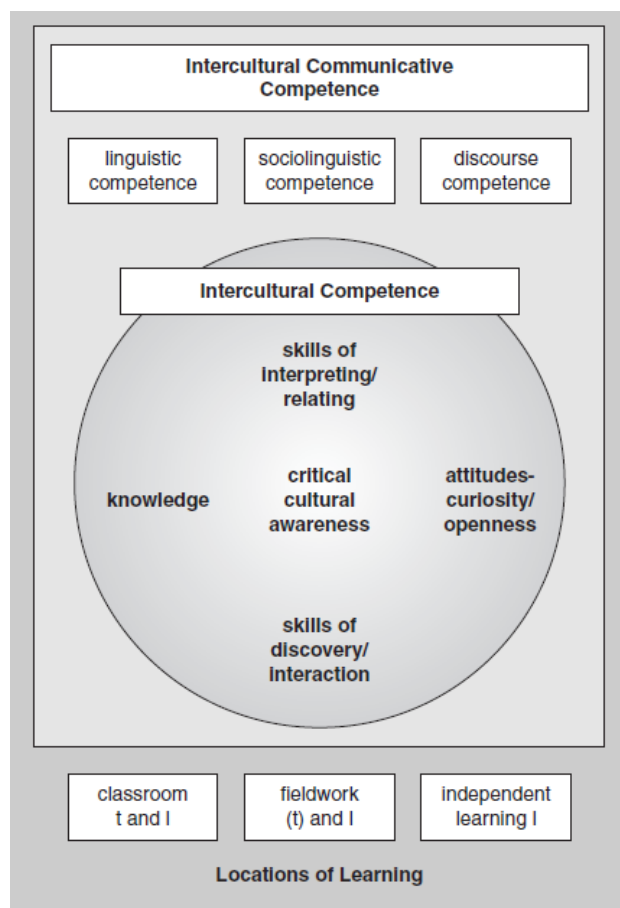 Intercultural Communicative
Competence
linguistic
competence
sociolinguistic
competence
discourse
competence
Intercultural Competence
skills of
interpreting/
relating
knowledge
critical
cultural
awareness
attitudes-
curiosity/
openness
skills of
discovery/
interaction
classroom
t and l
fieldwork
(t) and l
independent
learning l
Locations of Learning